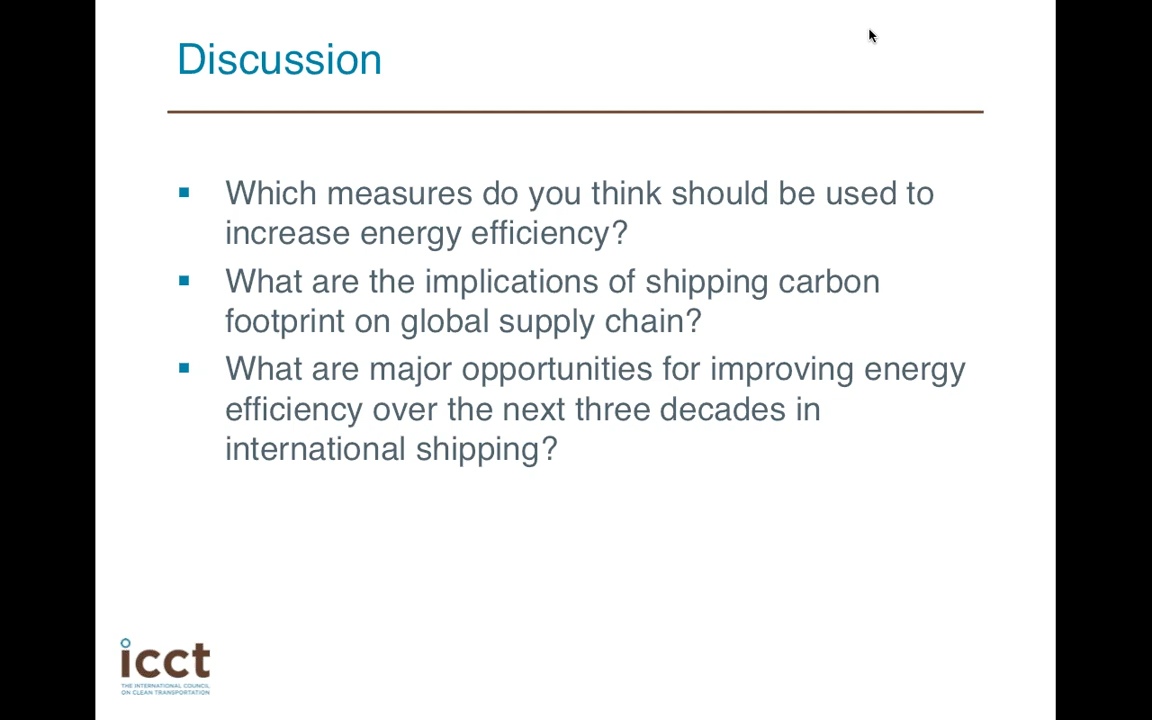 Discussion
Which measures do you think should be used to
increase energy efficiency?
What are the implications of shipping carbon
footprint on global supply chain?
What are major opportunities for improving energy
efficiency over the next three decades in
international shipping?
icct
THE INTERNATIONAL COUNCIL
ON CLEAN TRANSPORTATION